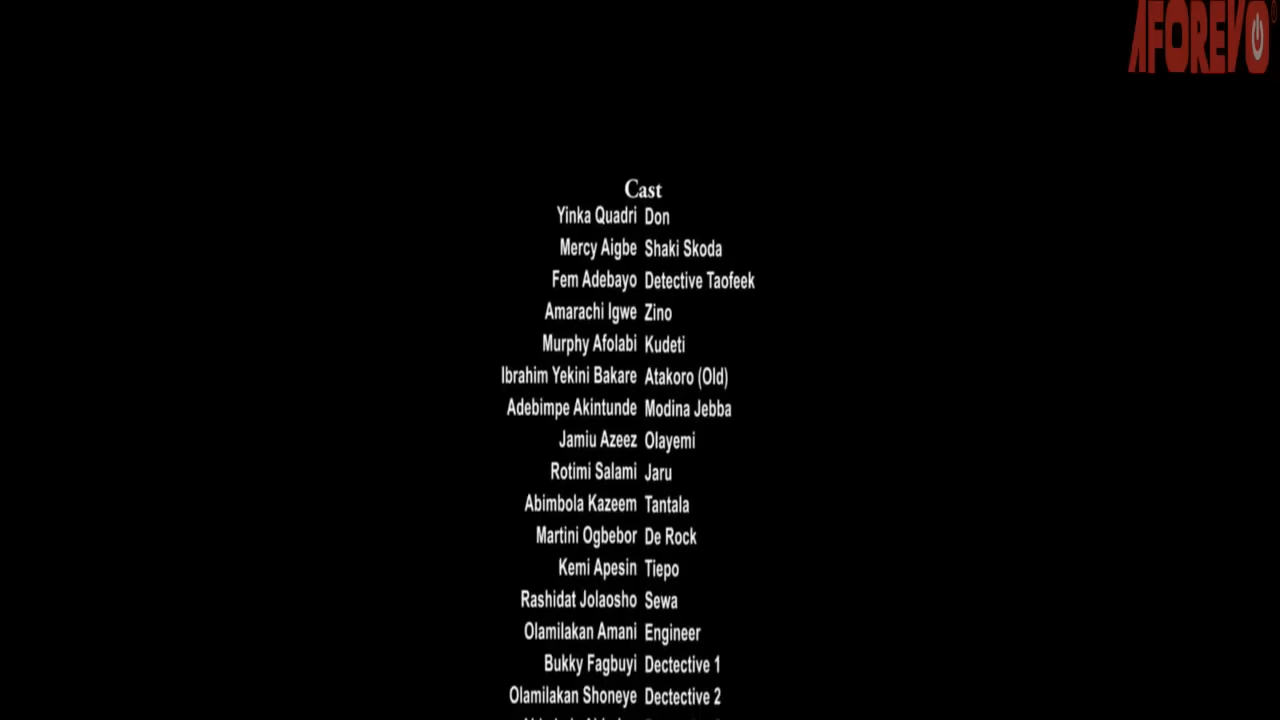 AFOREVO
Cast
Yinka Quadri Don
Mercy Aigbe Shaki Skoda
Fem Adebayo Detective Taofeek
Amarachi Igwe Zino
Murphy Afolabi Kudeti
Ibrahim Yekini Bakare Atakoro (Old)
Adebimpe Akintunde Modina Jebba
Jamiu Azeez Olayemi
Rotimi Salami Jaru
Abimbola Kazeem Tantala
Martini Ogbebor De Rock
Kemi Apesin Tiepo
Rashidat Jolaosho Sewa
Olamilakan Amani Engineer
Bukky Fagbuyi Dectective 1
Olamilakan Shoneye Dectective 2